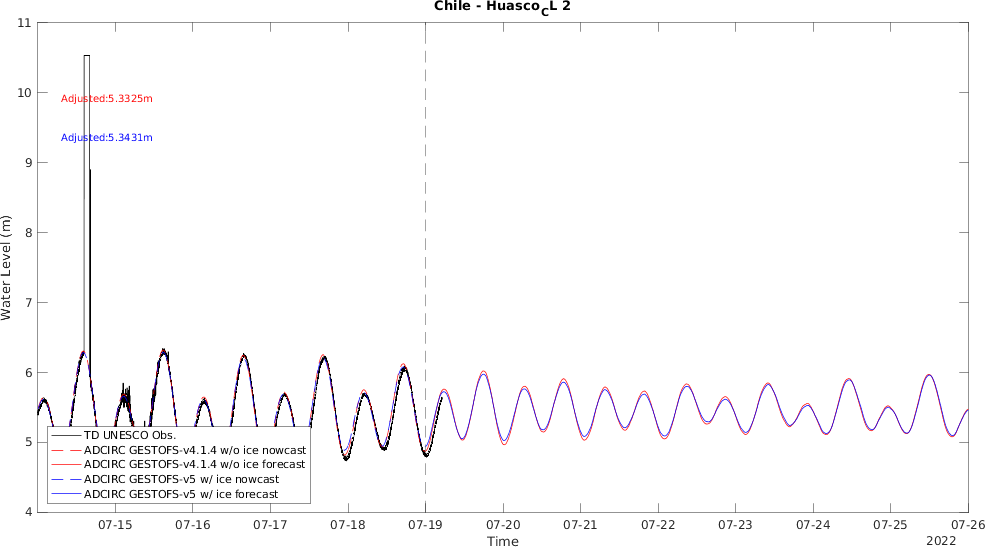 Chile - Huasco_CL 2
Adjusted:5.3325m
Adjusted:5.3431m
Water Level (m)
11
10
9
8
7
6
5
4
TD UNESCO Obs.
ADCIRC GESTOFS-v4.1.4 w/o ice nowcast
ADCIRC GESTOFS-v4.1.4 w/o ice forecast
ADCIRC GESTOFS-v5 w/ ice nowcast
ADCIRC GESTOFS-v5 w/ ice forecast
07-15 07-16 07-17 07-18 07-19 07-20 07-21 07-22 07-23 07-24 07-25 07-26
Time
2022